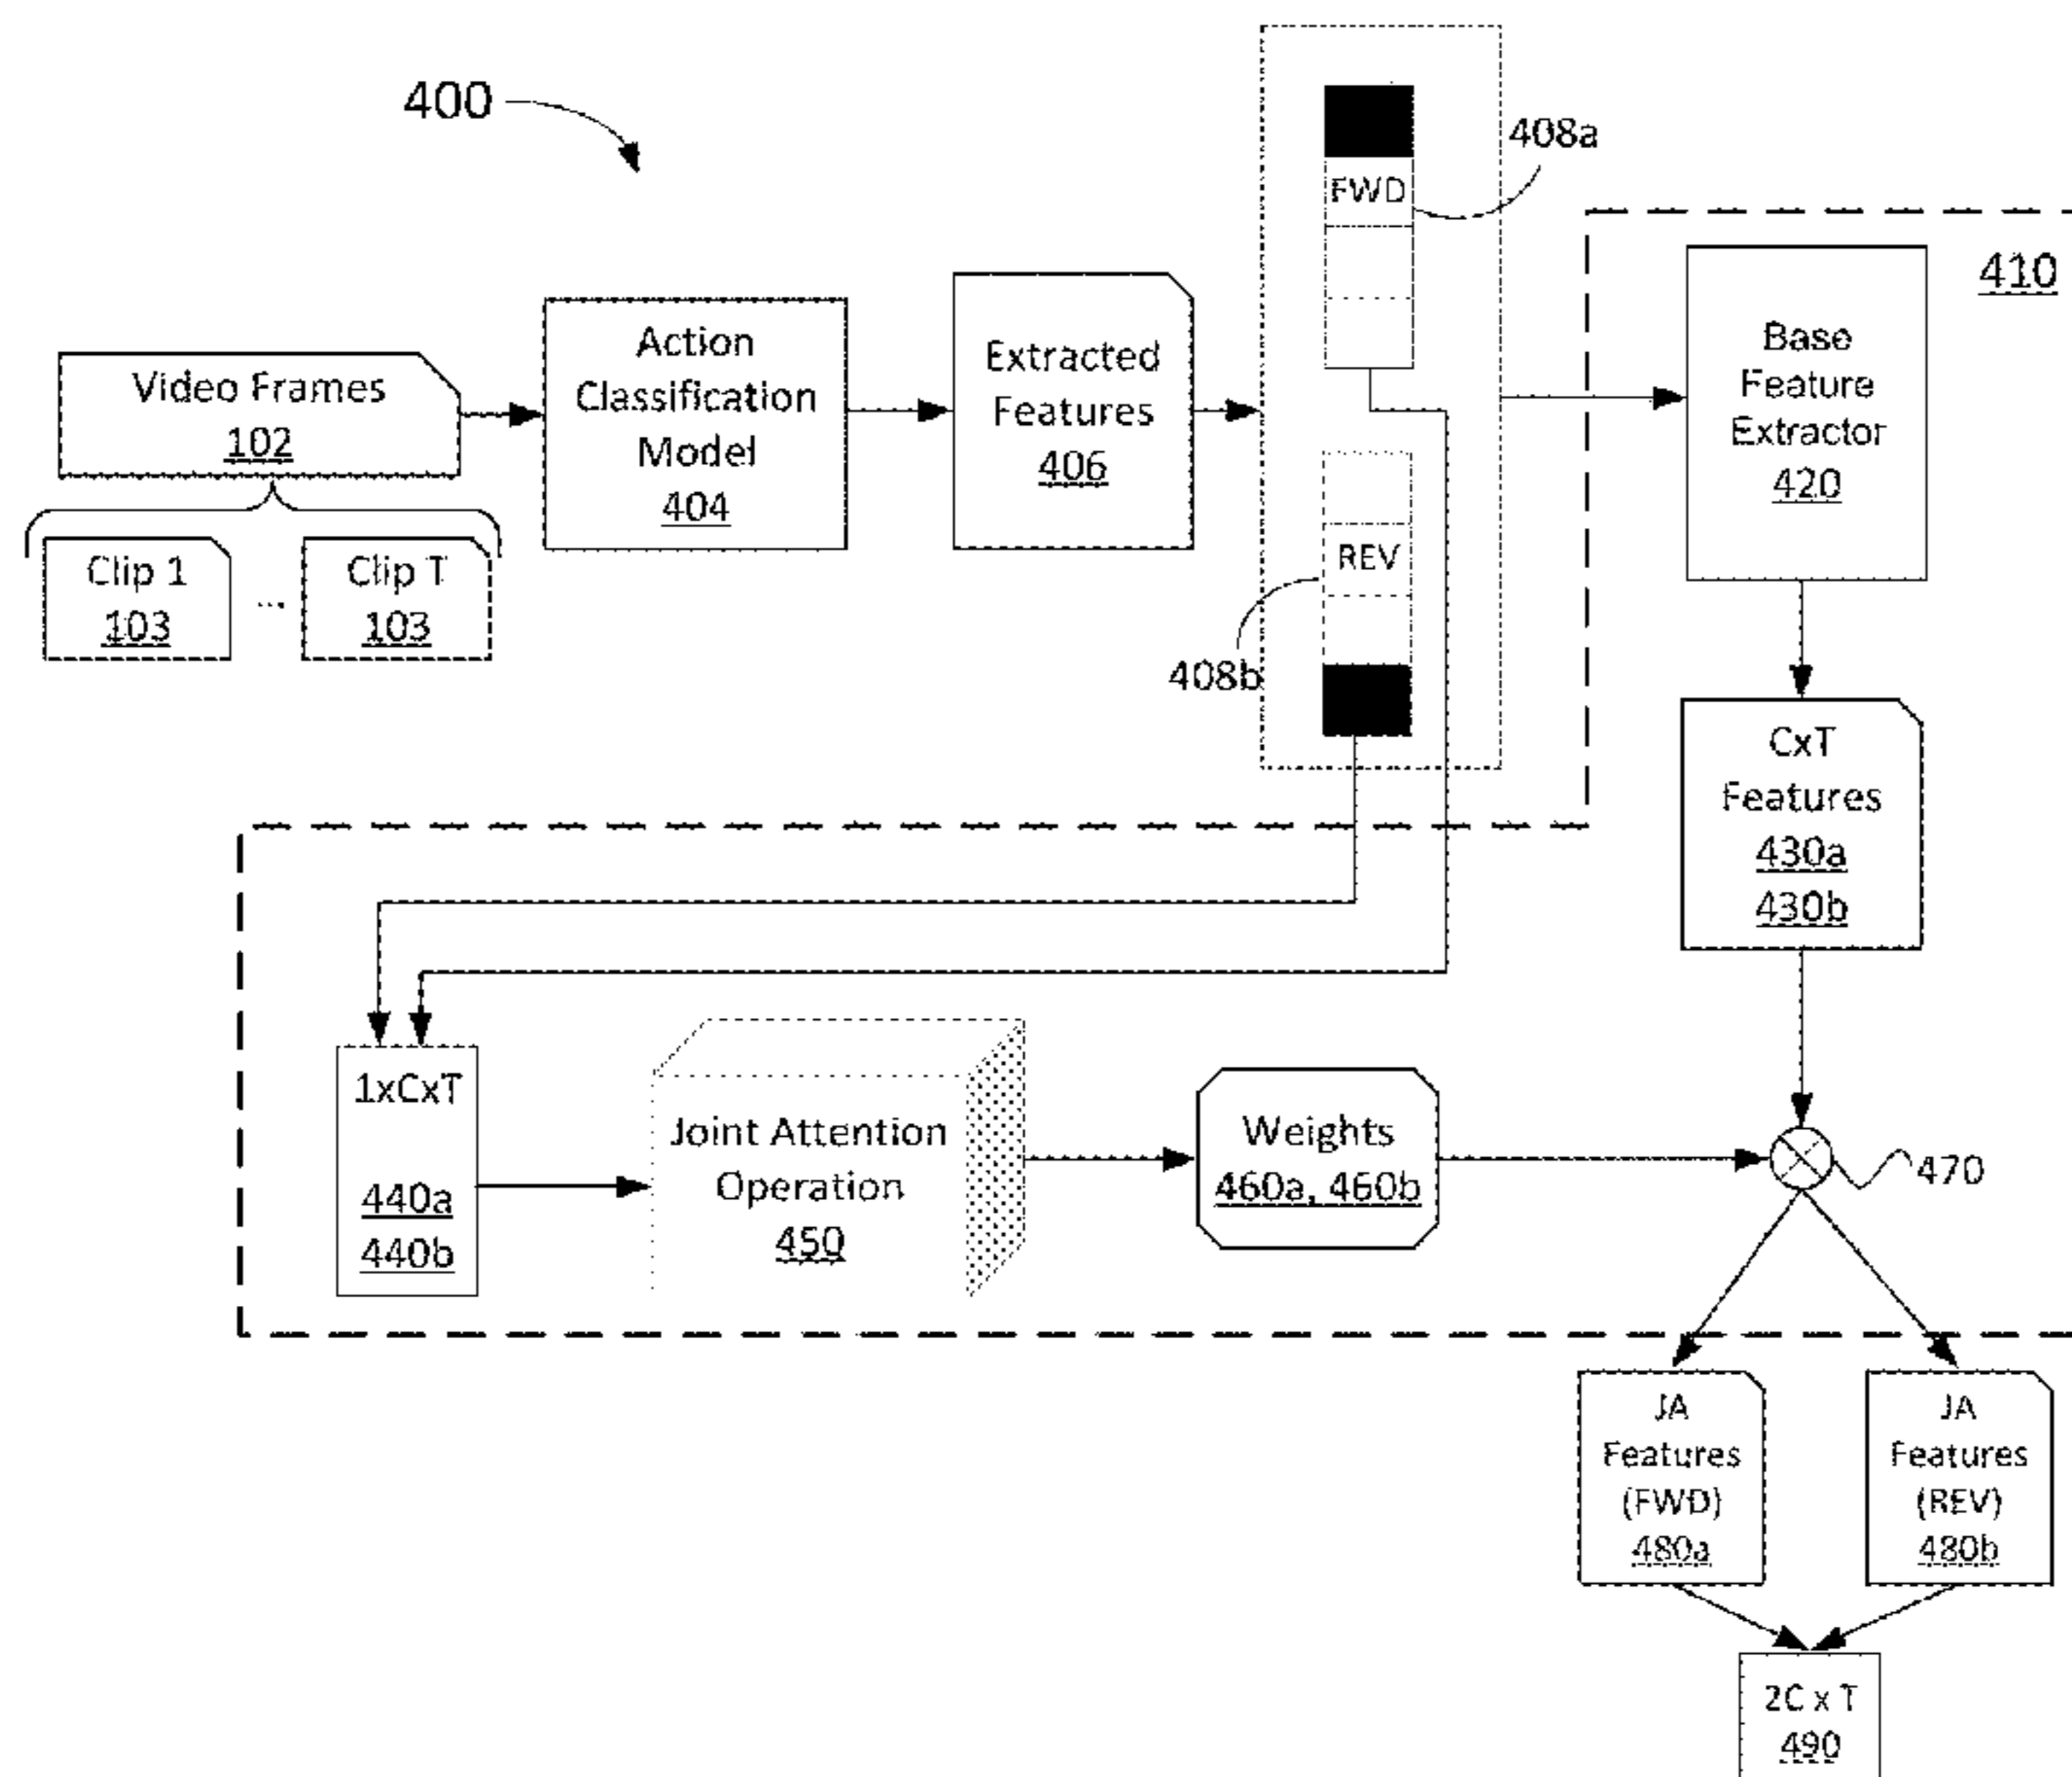 400
408a
FWD
410
Base
Feature
Extractor
420
Action
Classification
Model
404
Extracted
Features
406
Video Frames
102
Clip 1
103
...
Clip T
103
REV
408b
CxT
Features
430a
430b
1xCxT
440a
440b
Joint Attention
Operation
450
Weights
460a, 460b
470
JA
Features
(FWD)
480a
JA
Features
(REV)
480b
2C x T
490